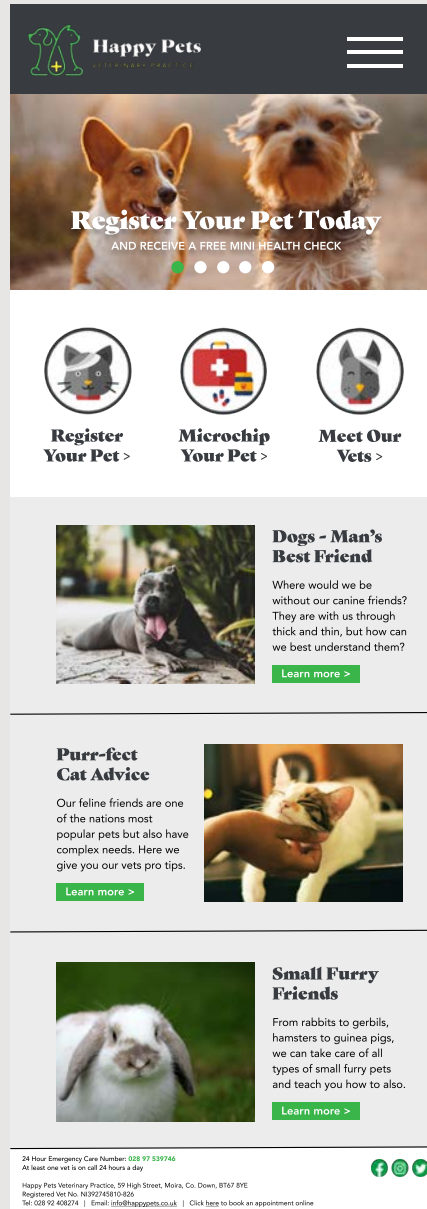 Happy Pets
VETERINARY PRACTICE
Register Your Pet Today
AND RECEIVE A FREE MINI HEALTH CHECK
Register
Your Pet >
Microchip
Your Pet >
Meet Our
Vets >
Dogs - Man's
Best Friend
Where would we be
without our canine friends?
They are with us through
thick and thin, but how can
we best understand them?
Learn more >
Purr-fect
Cat Advice
Our feline friends are one
of the nations most
popular pets but also have
complex needs. Here we
give you our vets pro tips.
Learn more >
Small Furry
Friends
From rabbits to gerbils,
hamsters to guinea pigs,
we can take care of all
types of small furry pets
and teach you how to also.
Learn more >
24 Hour Emergency Care Number: 028 97 539746
At least one vet is on call 24 hours a day
Happy Pets Veterinary Practice, 59 High Street, Moira, Co. Down, BT67 8YE
Registered Vet No. NI392745810-826
Tel: 028 92 408274 | Email: info@happypets.co.uk | Click here to book an appointment online